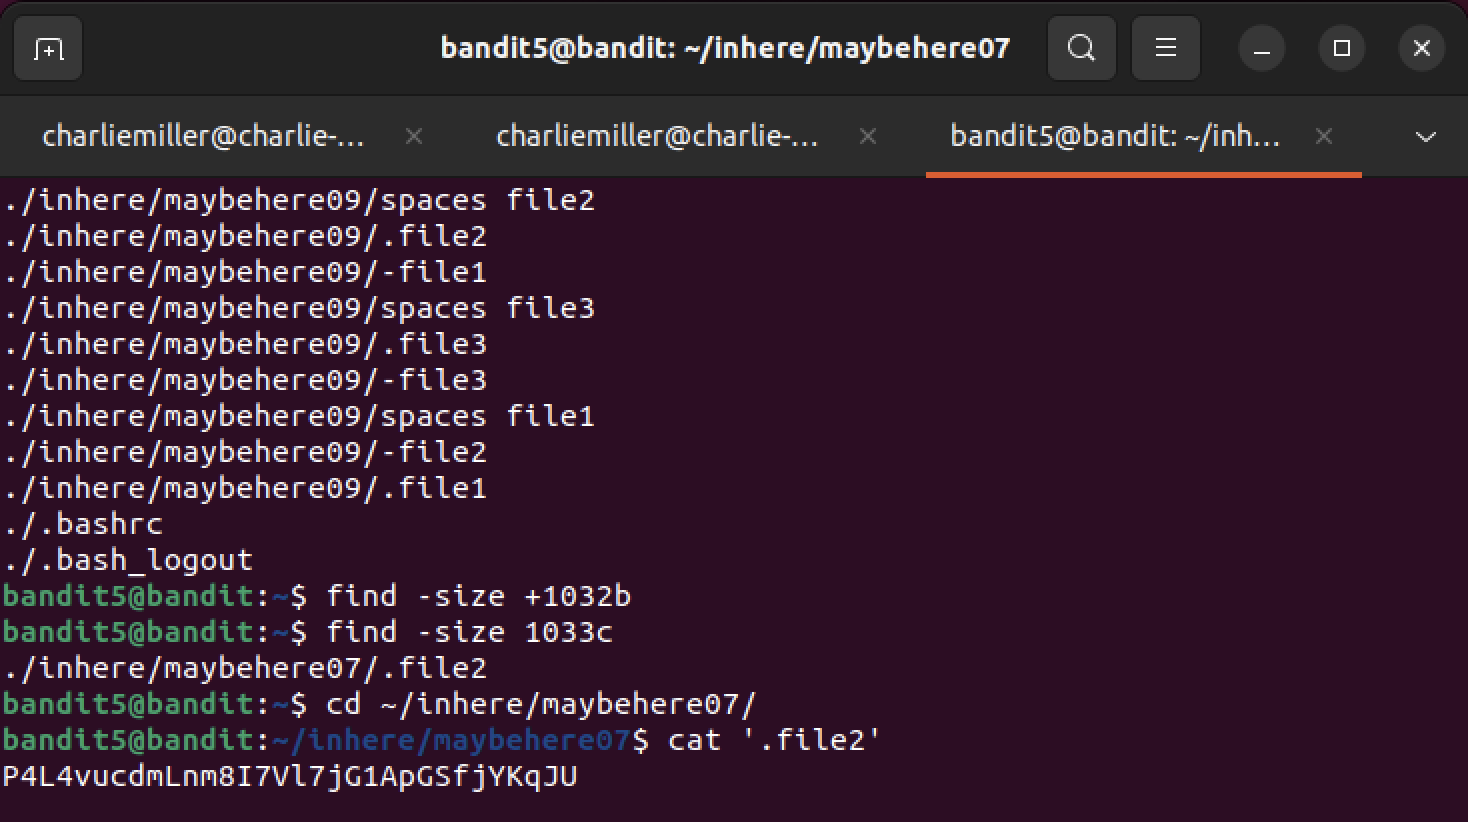 bandit5@bandit: ~/inhere/maybehere07
charliemiller@charlie-...
charliemiller@charlie-...
bandit5@bandit: ~/inh...
./inhere/maybehere09/spaces file2
./inhere/maybehere09/.file2
./inhere/maybehere09/-file1
./inhere/maybehere09/spaces file3
./inhere/maybehere09/.file3
./inhere/maybehere09/-file3
./inhere/maybehere09/spaces file1
./inhere/maybehere09/-file2
./inhere/maybehere09/.file1
./.bashrc
./.bash_logout
bandit5@bandit:~$ find -size +1032b
bandit5@bandit:~$ find -size 1033c
./inhere/maybehere07/.file2
bandit5@bandit:~$ cd ~/inhere/maybehere07/
bandit5@bandit:~/inhere/maybehere07$ cat '.file2'
P4L4vucdmLnm8I7Vl7jG1ApGSfjYKqJU